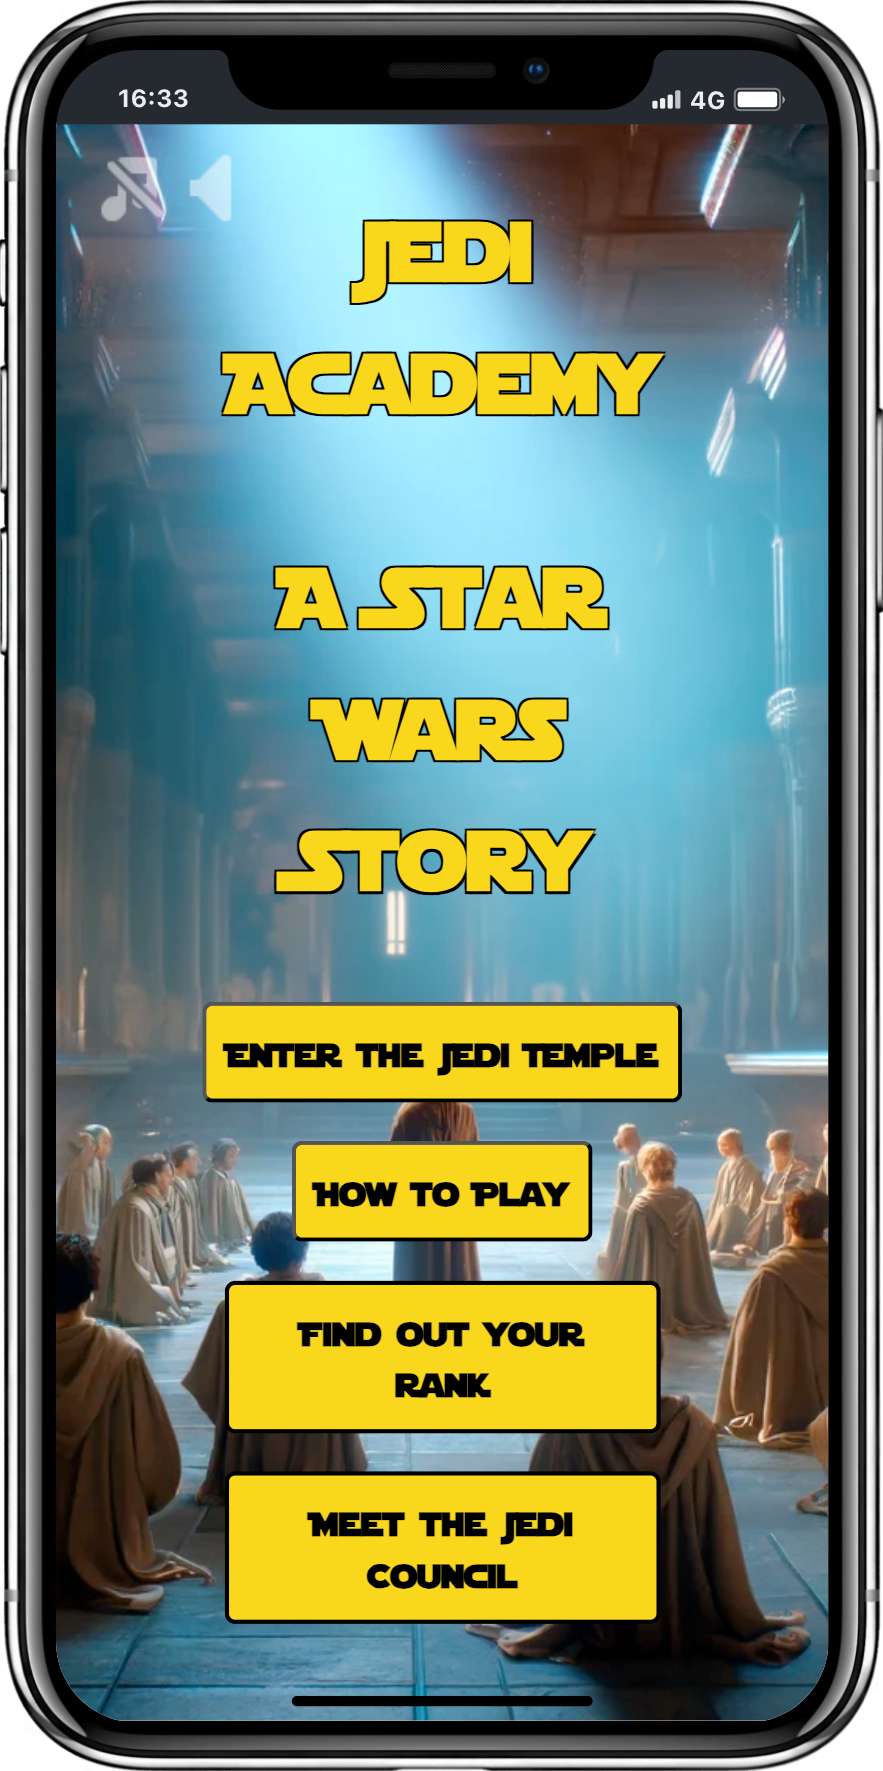 16:33 4G
Jedi
Academy
A Star
Wars
Story
Enter the Jedi Temple
How to Play
Find out your
rank
Meet the Jedi
Council